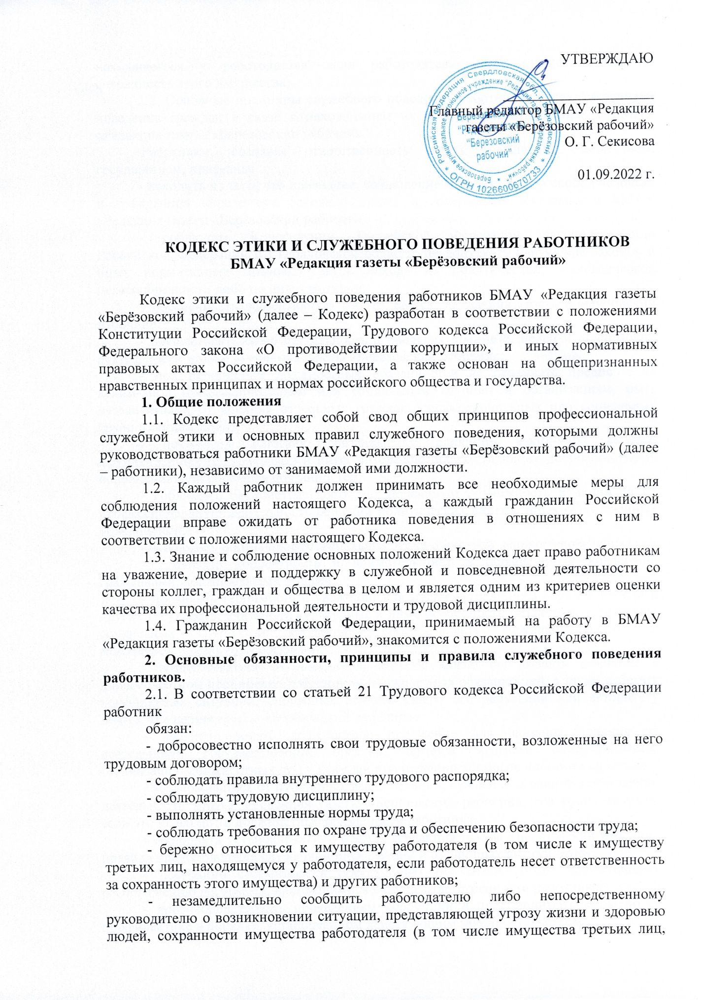 УТВЕРЖДАЮ
Главный редактор БМАУ «Редакция
газеты «Берёзовский рабочий»
О. Г. Секисова
01.09.2022 г.
* Российская Федерация Свердловская обл. г. Березовский *
ОГРН 1026600670733
* Березовское муниципальное автономное учреждение "Редакция газеты "Березовский рабочий"
Березовское МАУ
"Редакция газеты
"Березовский
рабочий"
КОДЕКС ЭТИКИ И СЛУЖЕБНОГО ПОВЕДЕНИЯ РАБОТНИКОВ
БМАУ «Редакция газеты «Берёзовский рабочий»
Кодекс этики и служебного поведения работников БМАУ «Редакция газеты
«Берёзовский рабочий» (далее – Кодекс) разработан в соответствии с положениями
Конституции Российской Федерации, Трудового кодекса Российской Федерации,
Федерального закона «О противодействии коррупции», и иных нормативных
правовых актах Российской Федерации, а также основан на общепризнанных
нравственных принципах и нормах российского общества и государства.
1. Общие положения
1.1. Кодекс представляет собой свод общих принципов профессиональной
служебной этики и основных правил служебного поведения, которыми должны
руководствоваться работники БМАУ «Редакция газеты «Берёзовский рабочий» (далее
– работники), независимо от занимаемой ими должности.
1.2. Каждый работник должен принимать все необходимые меры для
соблюдения положений настоящего Кодекса, а каждый гражданин Российской
Федерации вправе ожидать от работника поведения в отношениях с ним в
соответствии с положениями настоящего Кодекса.
1.3. Знание и соблюдение основных положений Кодекса дает право работникам
на уважение, доверие и поддержку в служебной и повседневной деятельности со
стороны коллег, граждан и общества в целом и является одним из критериев оценки
качества их профессиональной деятельности и трудовой дисциплины.
1.4. Гражданин Российской Федерации, принимаемый на работу в БМАУ
«Редакция газеты «Берёзовский рабочий», знакомится с положениями Кодекса.
2. Основные обязанности, принципы и правила служебного поведения
работников.
2.1. В соответствии со статьей 21 Трудового кодекса Российской Федерации
работник
обязан:
- добросовестно исполнять свои трудовые обязанности, возложенные на него
трудовым договором;
- соблюдать правила внутреннего трудового распорядка;
- соблюдать трудовую дисциплину;
- выполнять установленные нормы труда;
- соблюдать требования по охране труда и обеспечению безопасности труда;
- бережно относиться к имуществу работодателя (в том числе к имуществу
третьих лиц, находящемуся у работодателя, если работодатель несет ответственность
за сохранность этого имущества) и других работников;
- незамедлительно сообщить работодателю либо непосредственному
руководителю о возникновении ситуации, представляющей угрозу жизни и здоровью
людей, сохранности имущества работодателя (в том числе имущества третьих лиц,